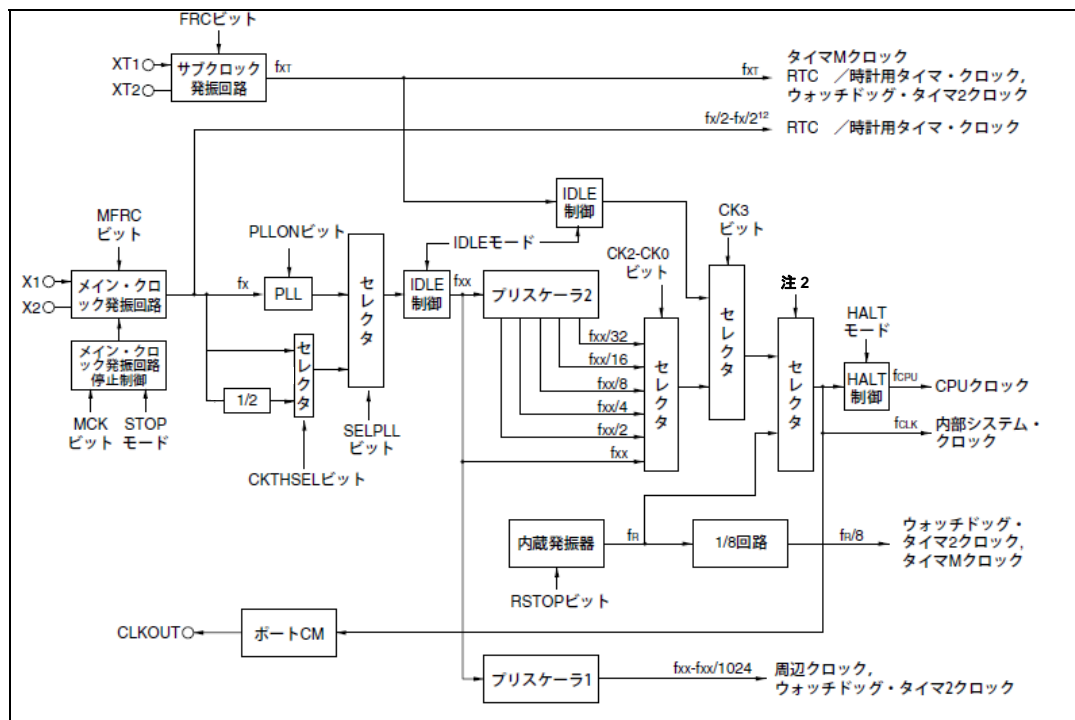 FRCビット
XT1
XT2
サブクロック
発振回路
fXT
fXT
タイマMクロック
RTC ／時計用タイマ・クロック,
ウォッチドッグ・タイマ2クロック
fX/2-fX/2¹²
RTC ／時計用タイマ・クロック
IDLE
制御
MFRC
ビット
PLLONビット
IDLEモード
CK3
ビット
CK2-CK0
ビット
X1
X2
メイン・クロ
ック発振回路
fX
PLL
セレクタ
IDLE
制御
fXX
プリスケーラ2
セレクタ
注2
HALT
モード
メイン・クロ
ック発振回路
停止制御
セレクタ
1/2
fXX/32
fXX/16
fXX/8
fXX/4
fXX/2
fXX
セレクタ
セレクタ
HALT
制御
fCPU
CPUクロック
fCLK
内部システム・
クロック
MCK
ビット
STOP
モード
SELPLL
ビット
CKTHSELビット
内蔵発振器
fR
1/8回路
fR/8
ウォッチドッグ・
タイマ2クロック,
タイマMクロック
RSTOPビット
CLKOUT
ポートCM
プリスケーラ1
fXX-fXX/1024
周辺クロック,
ウォッチドッグ・タイマ2クロック